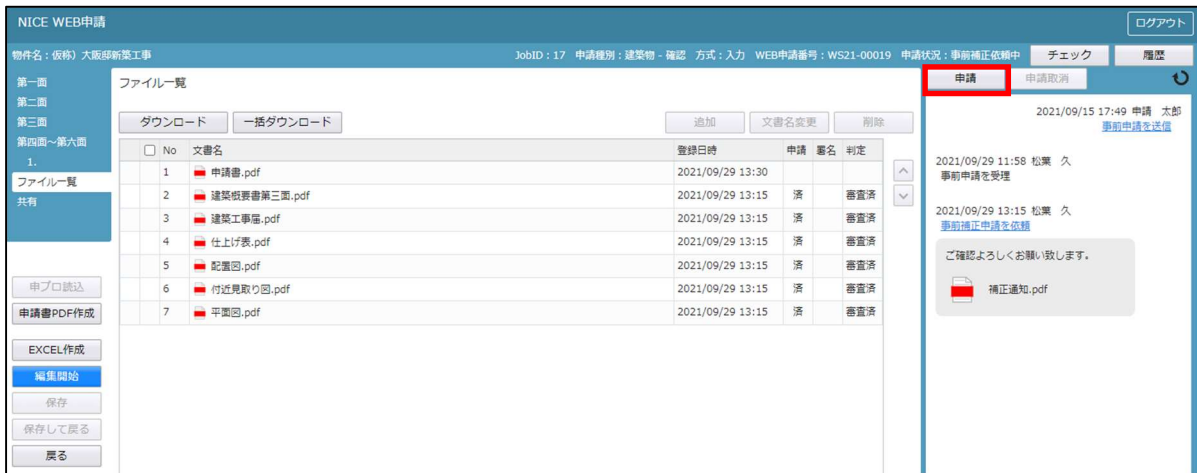 NICE WEB申請
ログアウト
物件名：仮称）大阪邸新築工事
JobID：17 申請種別：建築物 - 確認 方式：入力 WEB申請番号：WS21-00019 申請状況：事前補正依頼中
チェック
履歴
第一面
第二面
第三面
第四面～第六面
1.
ファイル一覧
共有
申プロ読込
申請書PDF作成
EXCEL作成
編集開始
保存
保存して戻る
戻る
ファイル一覧
ダウンロード 一括ダウンロード 追加 文書名変更 削除
No 文書名 登録日時 申請 署名 判定
1 申請書.pdf 2021/09/29 13:30
2 建築概要書第三面.pdf 2021/09/29 13:15 済 審査済
3 建築工事届.pdf 2021/09/29 13:15 済 審査済
4 仕上げ表.pdf 2021/09/29 13:15 済 審査済
5 配置図.pdf 2021/09/29 13:15 済 審査済
6 付近見取り図.pdf 2021/09/29 13:15 済 審査済
7 平面図.pdf 2021/09/29 13:15 済 審査済
申請 申請取消
2021/09/15 17:49 申請 太郎
事前申請を送信
2021/09/29 11:58 松葉 久
事前申請を受理
2021/09/29 13:15 松葉 久
事前補正申請を依頼
ご確認よろしくお願い致します。
補正通知.pdf